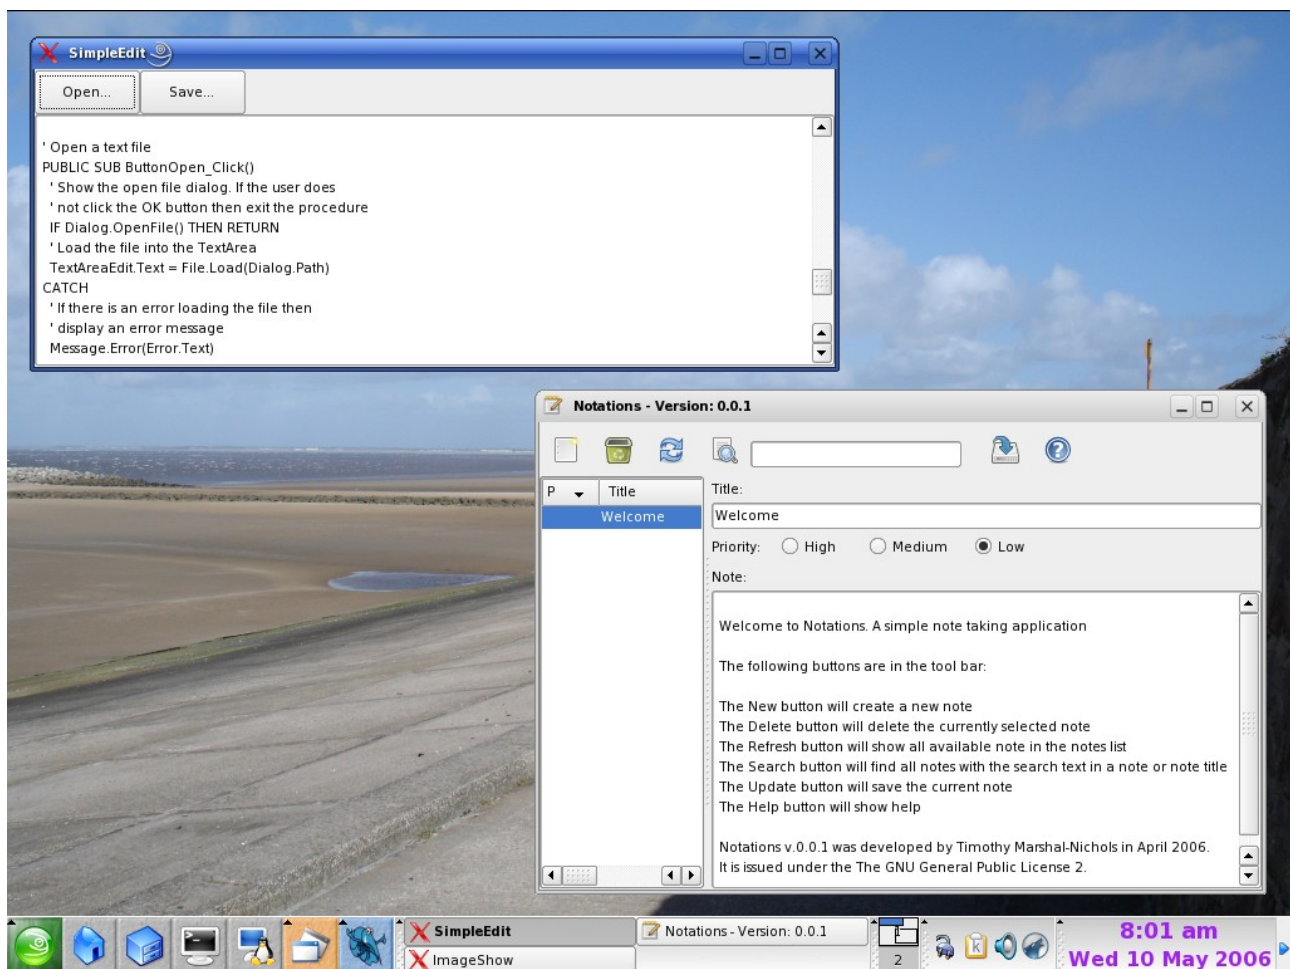 SimpleEdit
Open...
Save...
' Open a text file
PUBLIC SUB ButtonOpen_Click()
' Show the open file dialog. If the user does
' not click the OK button then exit the procedure
IF Dialog.OpenFile() THEN RETURN
' Load the file into the TextArea
TextAreaEdit.Text = File.Load(Dialog.Path)
CATCH
' If there is an error loading the file then
' display an error message
Message.Error(Error.Text)
Notations - Version: 0.0.1
P
Title
Welcome
Title:
Welcome
Priority: High Medium Low
Note:
Welcome to Notations. A simple note taking application
The following buttons are in the tool bar:
The New button will create a new note
The Delete button will delete the currently selected note
The Refresh button will show all available note in the notes list
The Search button will find all notes with the search text in a note or note title
The Update button will save the current note
The Help button will show help
Notations v.0.0.1 was developed by Timothy Marshal-Nichols in April 2006.
It is issued under the The GNU General Public License 2.
SimpleEdit
ImageShow
Notations - Version: 0.0.1
2
K
8:01 am
Wed 10 May 2006